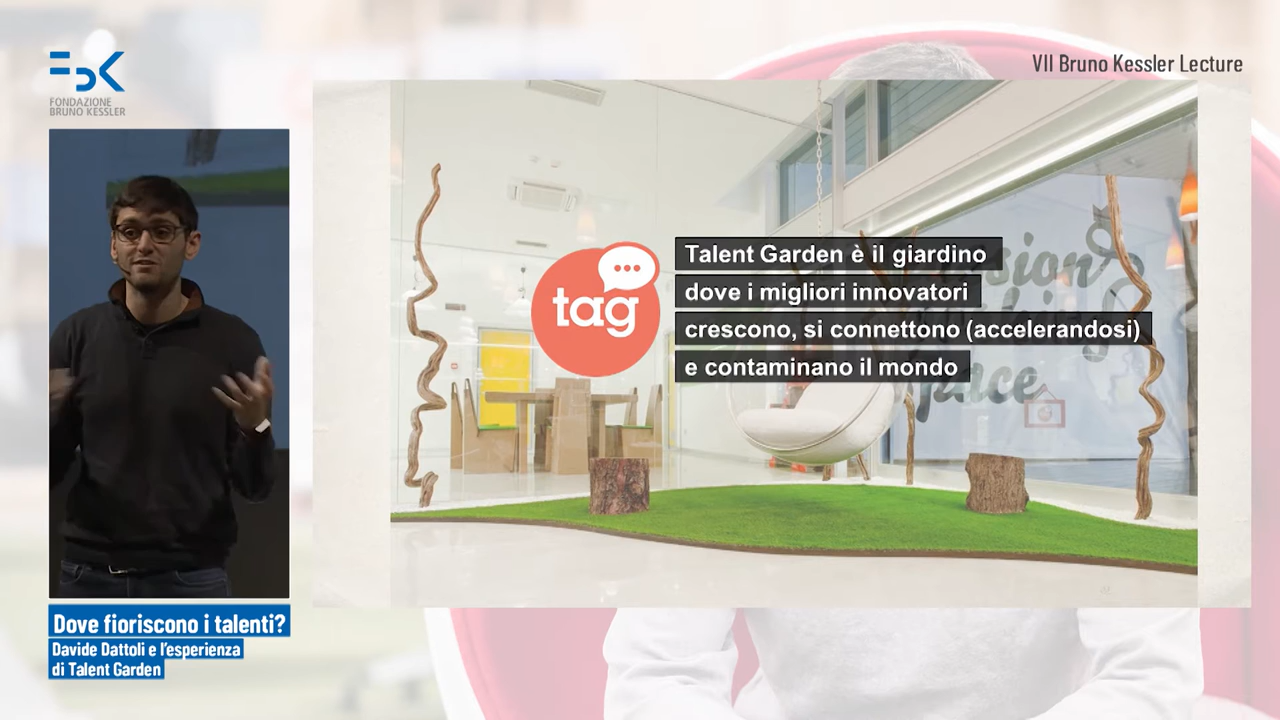 FONDAZIONE
BRUNO KESSLER
VII Bruno Kessler Lecture
tag
Talent Garden è il giardino
dove i migliori innovatori
crescono, si connettono (accelerandosi)
e contaminano il mondo
Dove fioriscono i talenti?
Davide Dattoli e l'esperienza
di Talent Garden